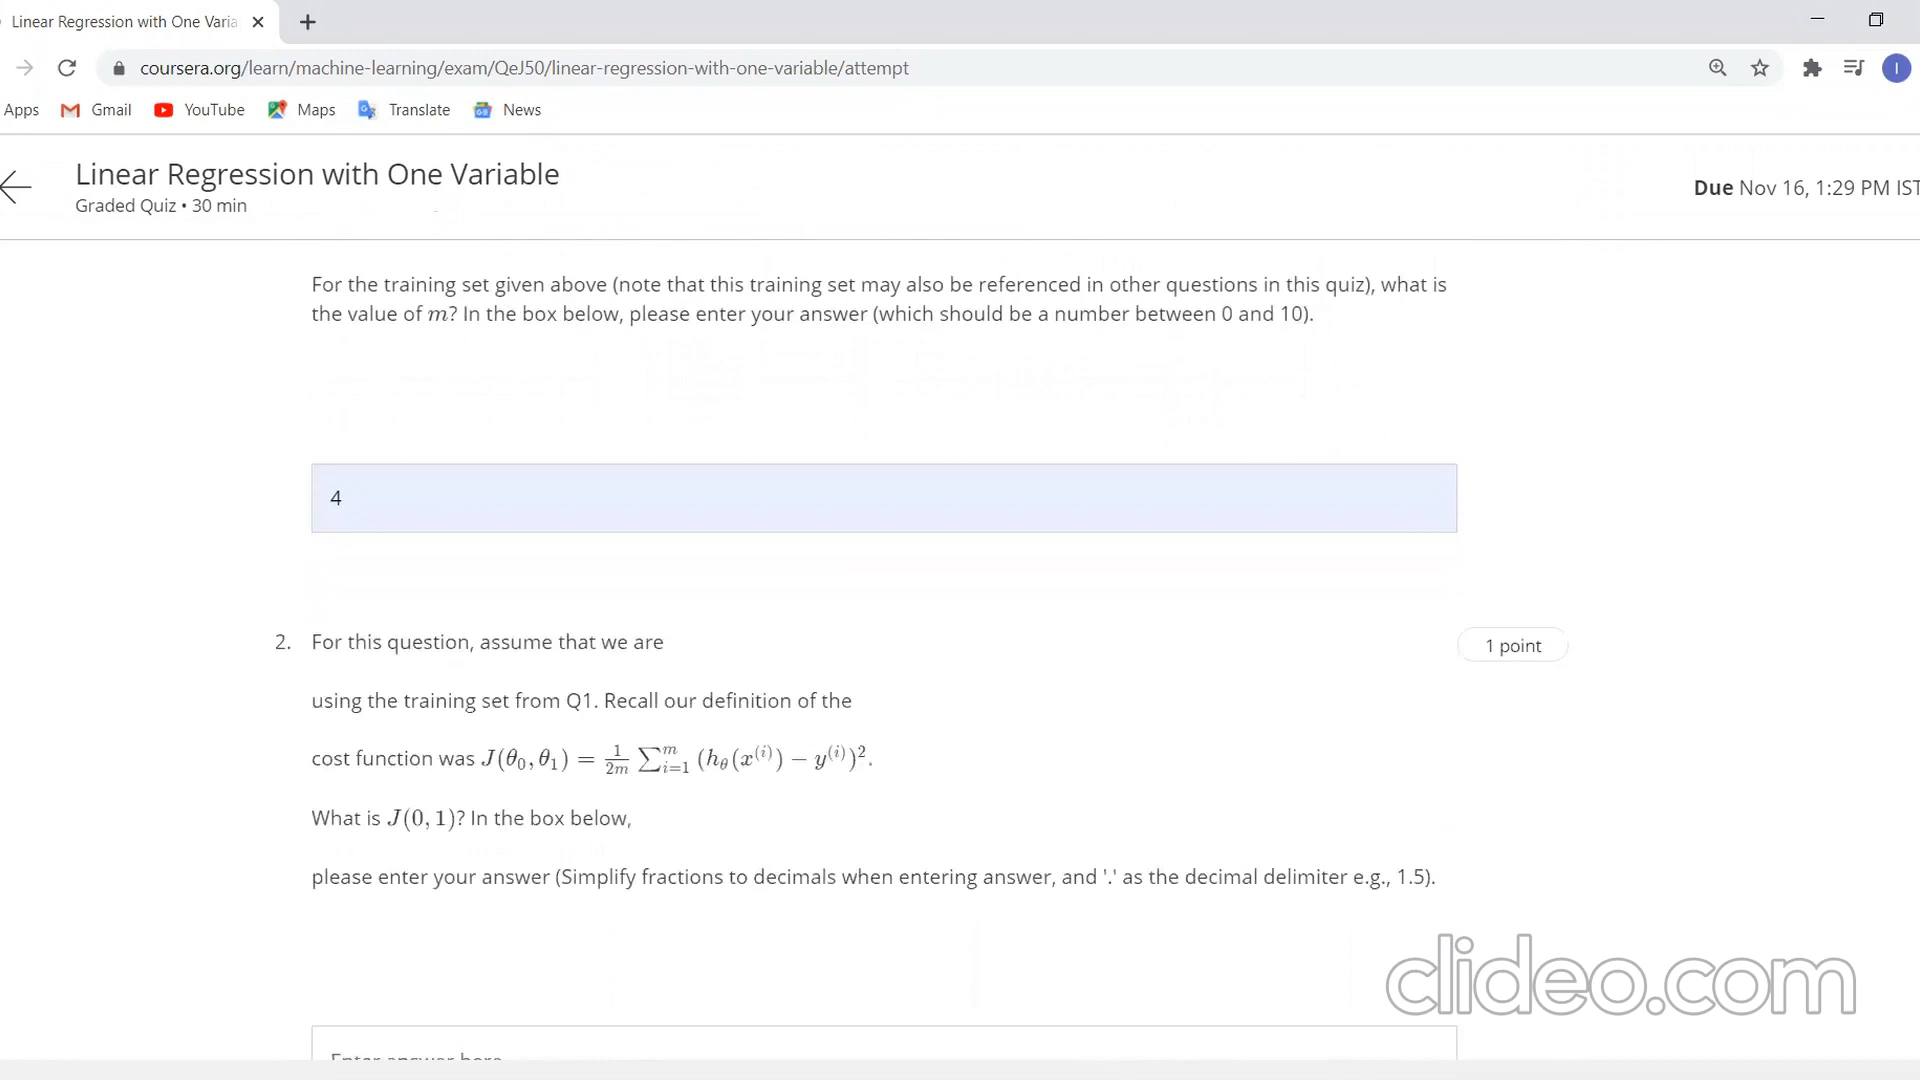 Linear Regression with One Varia
coursera.org/learn/machine-learning/exam/QeJ50/linear-regression-with-one-variable/attempt
I
Apps Gmail YouTube Maps Translate News
Linear Regression with One Variable
Graded Quiz • 30 min
Due Nov 16, 1:29 PM IST
For the training set given above (note that this training set may also be referenced in other questions in this quiz), what is
the value of m? In the box below, please enter your answer (which should be a number between 0 and 10).
4
2. For this question, assume that we are
1 point
using the training set from Q1. Recall our definition of the
cost function was J(θ₀, θ₁) = 1/2m ∑ᵢ₌₁ᵐ (h_θ(x⁽ⁱ⁾) − y⁽ⁱ⁾)².
What is J(0, 1)? In the box below,
please enter your answer (Simplify fractions to decimals when entering answer, and '.' as the decimal delimiter e.g., 1.5).
Enter answer here
clideo.com